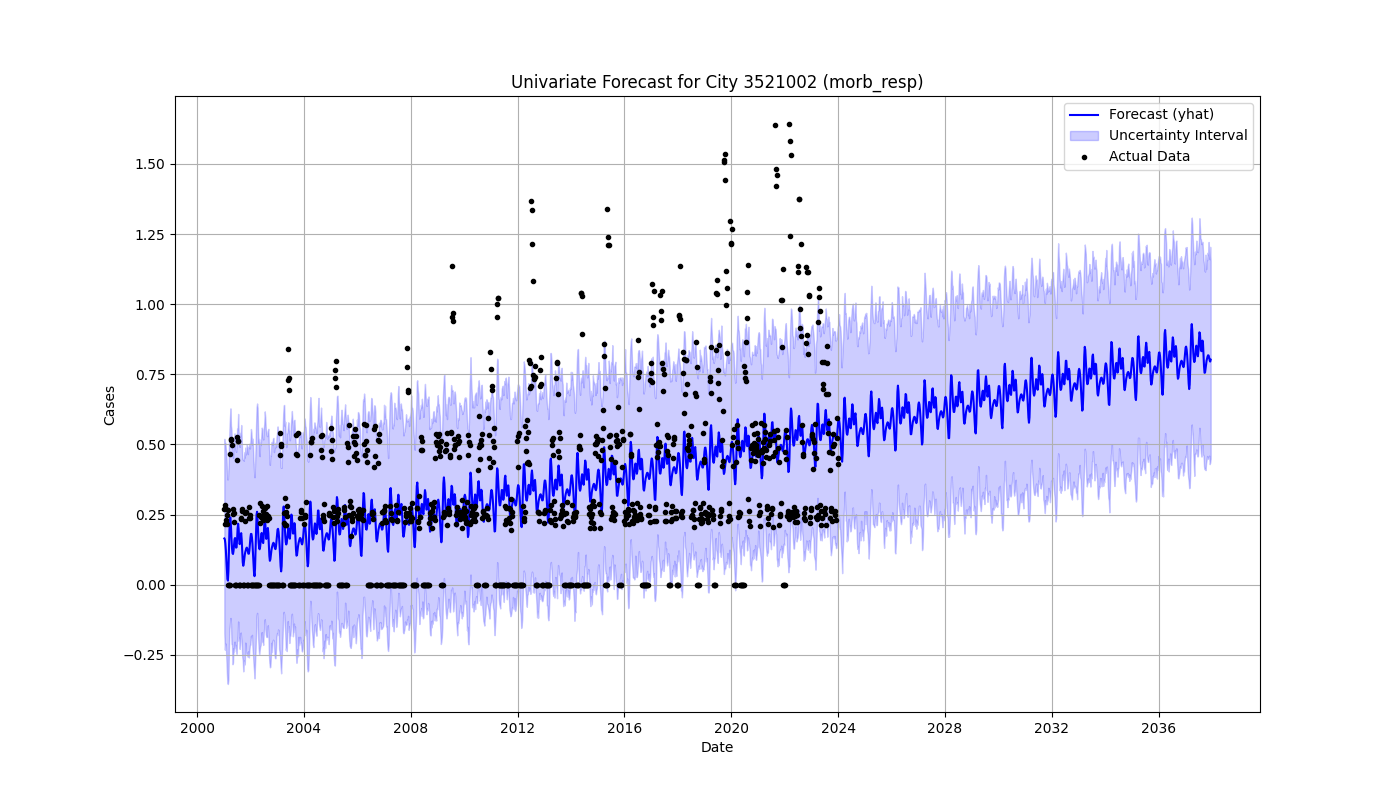 Univariate Forecast for City 3521002 (morb_resp)
Forecast (yhat)
Uncertainty Interval
Actual Data
Cases
1.50
1.25
1.00
0.75
0.50
0.25
0.00
−0.25
2000 2004 2008 2012 2016 2020 2024 2028 2032 2036
Date